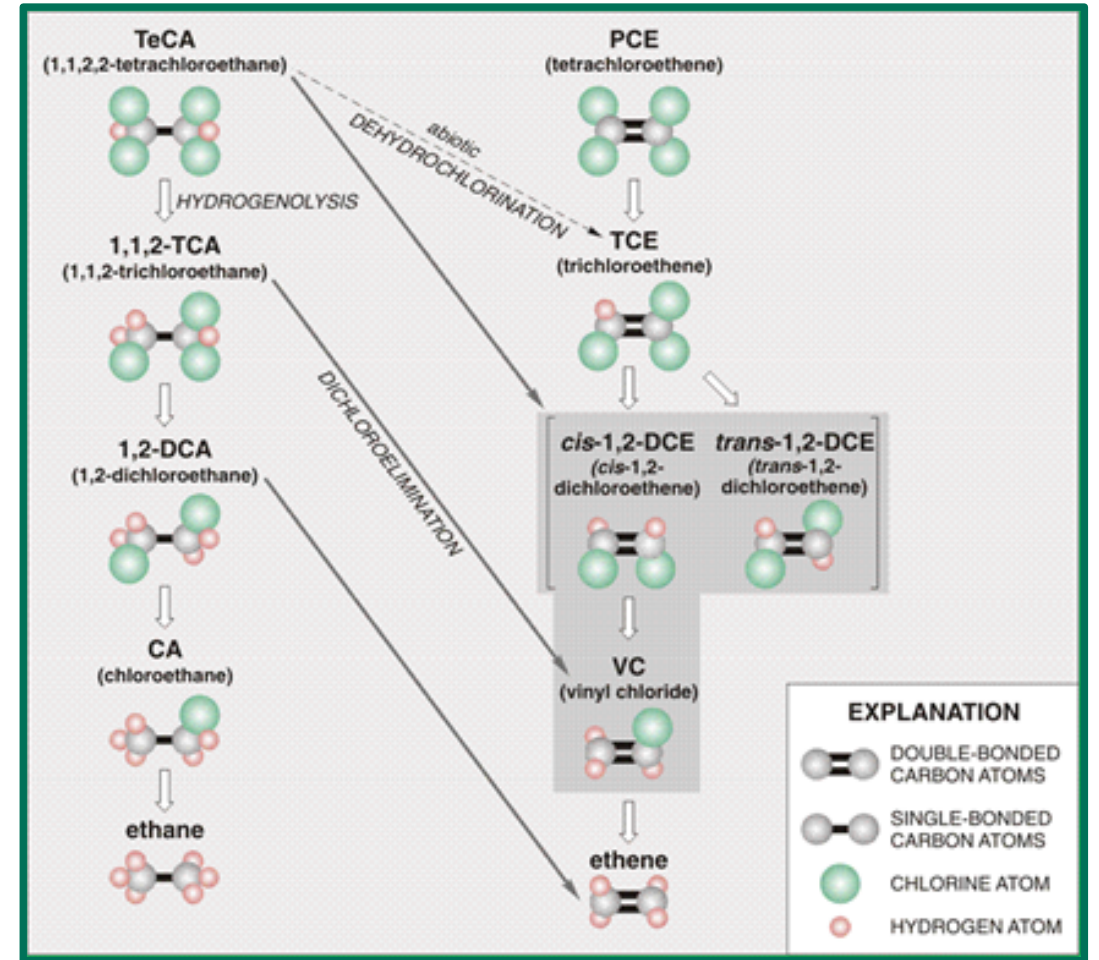 TeCA
(1,1,2,2-tetrachloroethane)
PCE
(tetrachloroethene)
abiotic
DEHYDROCHLORINATION
HYDROGENOLYSIS
1,1,2-TCA
(1,1,2-trichloroethane)
TCE
(trichloroethene)
DICHLOROELIMINATION
1,2-DCA
(1,2-dichloroethane)
cis-1,2-DCE
(cis-1,2-
dichloroethene)
trans-1,2-DCE
(trans-1,2-
dichloroethene)
CA
(chloroethane)
VC
(vinyl chloride)
ethane
ethene
EXPLANATION
DOUBLE-BONDED
CARBON ATOMS
SINGLE-BONDED
CARBON ATOMS
CHLORINE ATOM
HYDROGEN ATOM